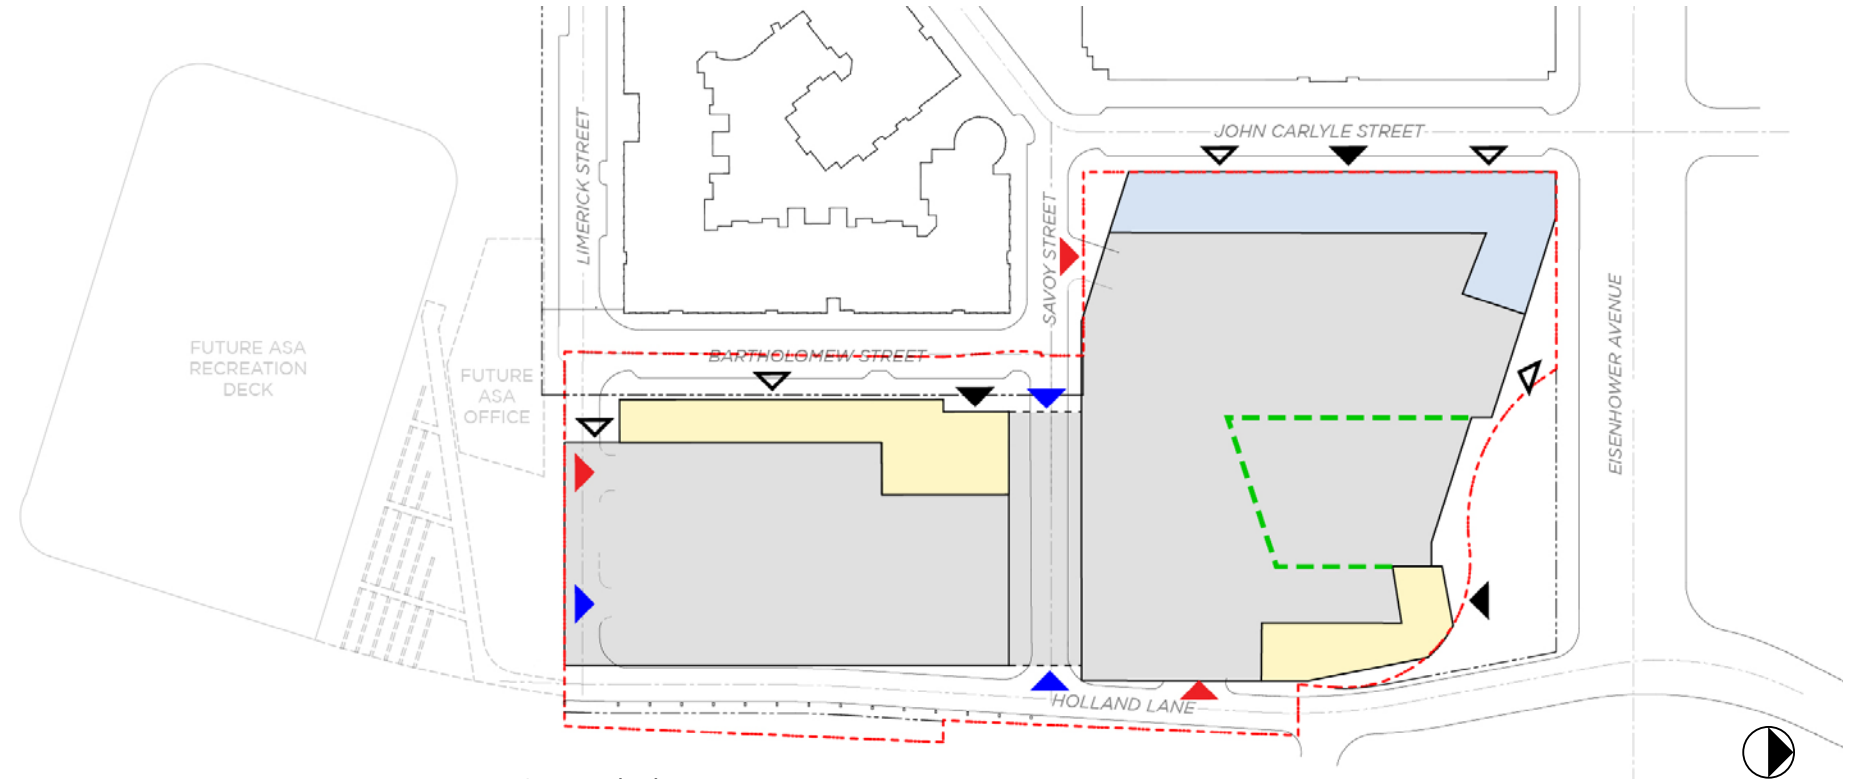 JOHN CARLYLE STREET
LIMERICK STREET
SAVOY STREET
EISENHOWER AVENUE
FUTURE ASA
RECREATION
DECK
BARTHOLOMEW STREET
FUTURE
ASA
OFFICE
HOLLAND LANE